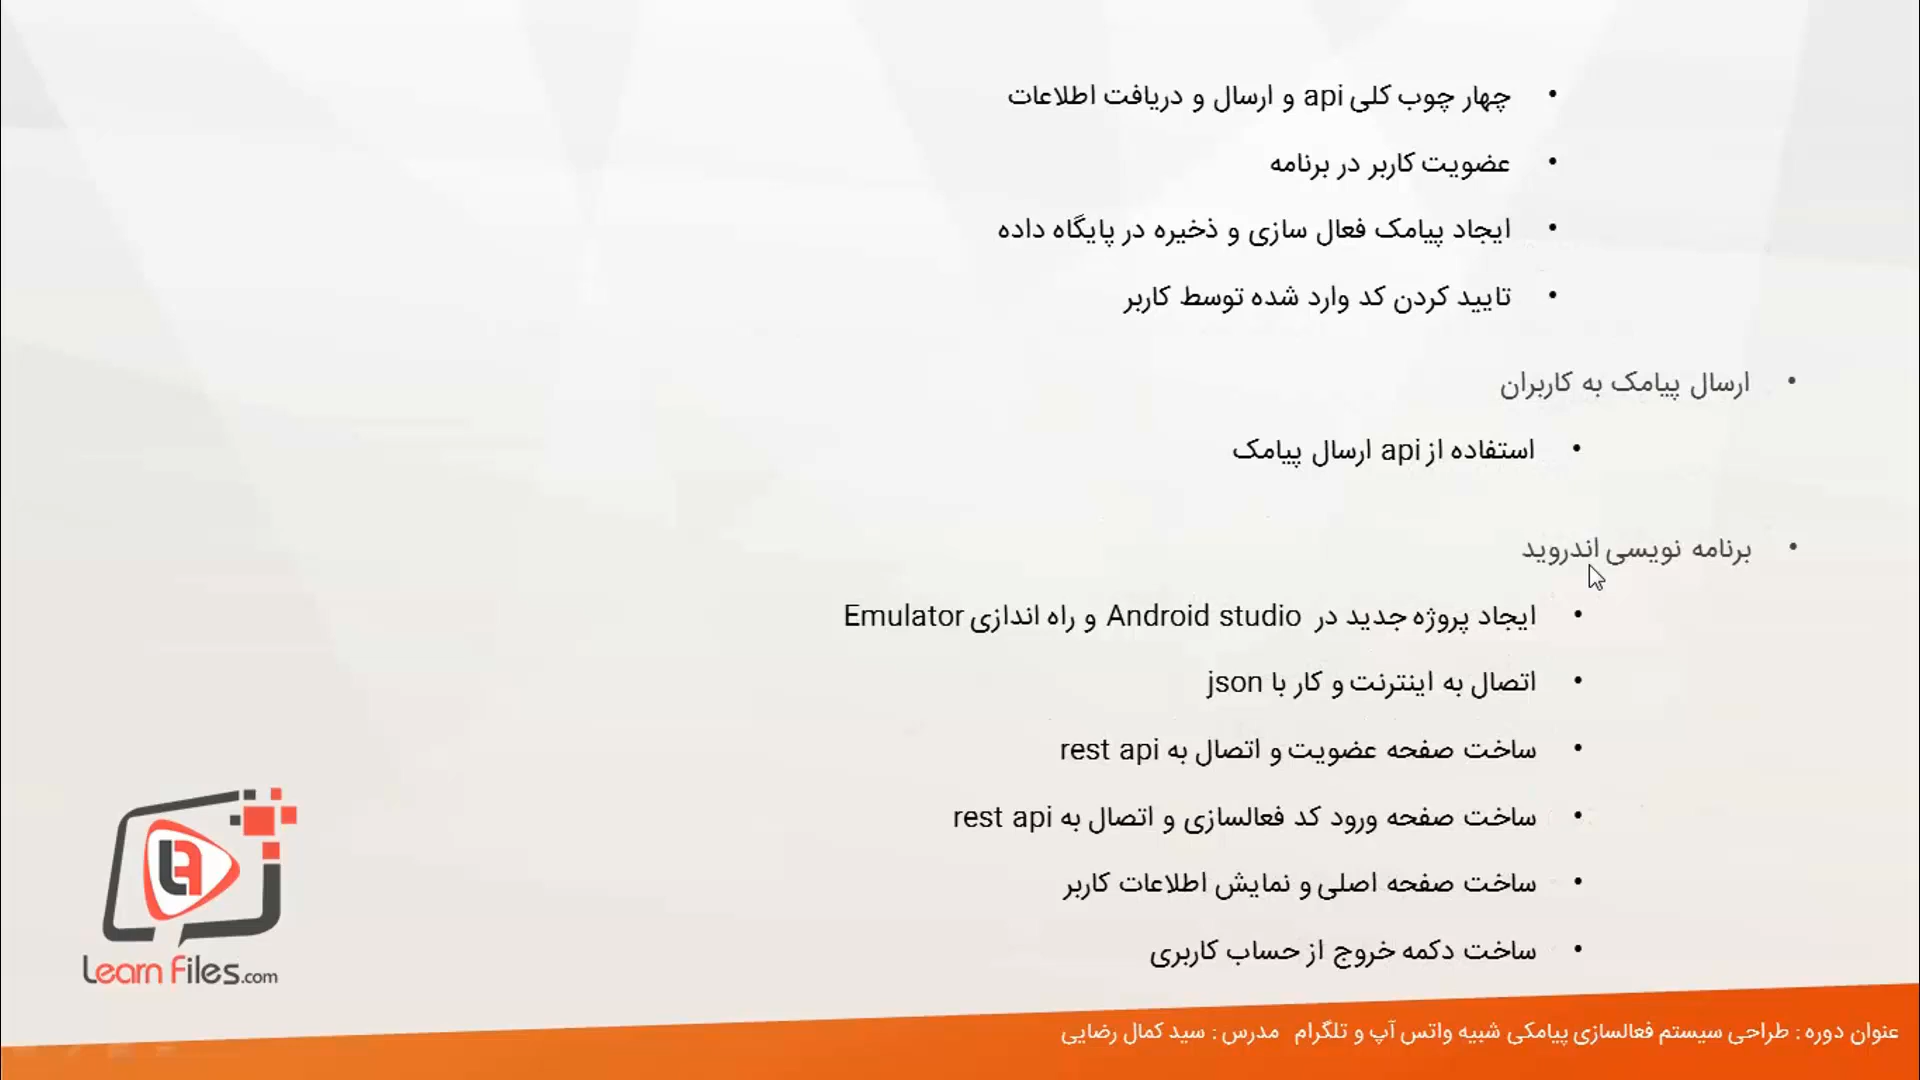 • چهار چوب کلی api و ارسال و دریافت اطلاعات
• عضویت کاربر در برنامه
• ایجاد پیامک فعال سازی و ذخیره در پایگاه داده
• تایید کردن کد وارد شده توسط کاربر
• ارسال پیامک به کاربران
• استفاده از api ارسال پیامک
• برنامه نویسی اندروید
• ایجاد پروژه جدید در Android studio و راه اندازی Emulator
• اتصال به اینترنت و کار با json
• ساخت صفحه عضویت و اتصال به rest api
• ساخت صفحه ورود کد فعالسازی و اتصال به rest api
• ساخت صفحه اصلی و نمایش اطلاعات کاربر
• ساخت دکمه خروج از حساب کاربری
Learn Files.com
عنوان دوره : طراحی سیستم فعالسازی پیامکی شبیه واتس آپ و تلگرام مدرس : سید کمال رضایی